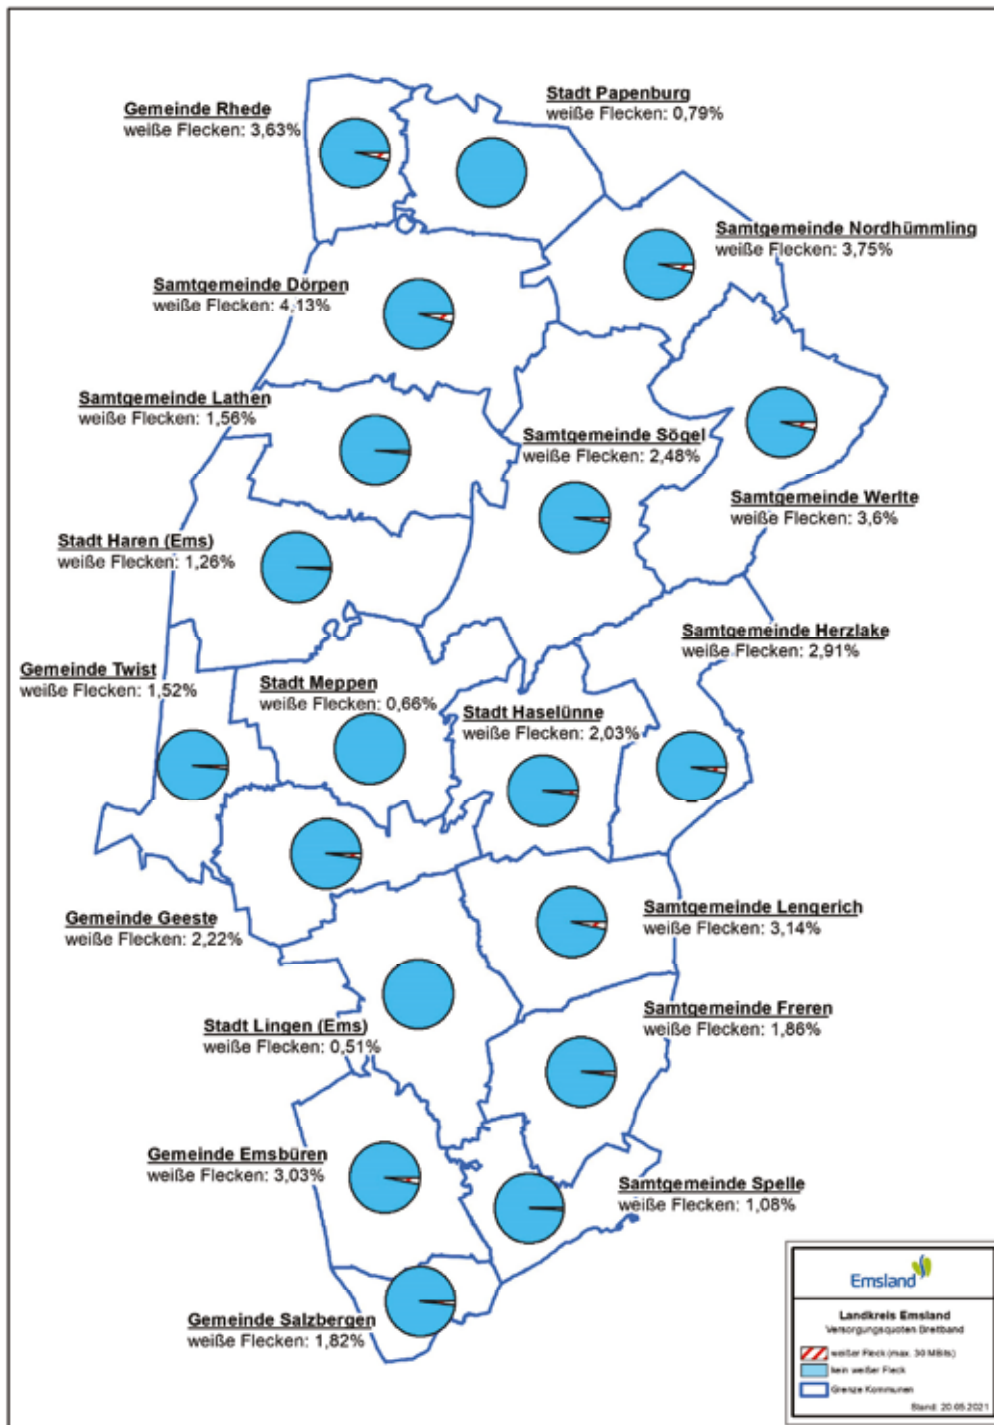 Gemeinde Rhede
weiße Flecken: 3,63%
Stadt Papenburg
weiße Flecken: 0,79%
Samtgemeinde Nordhümmling
weiße Flecken: 3,75%
Samtgemeinde Dörpen
weiße Flecken: 4,13%
Samtgemeinde Lathen
weiße Flecken: 1,56%
Samtgemeinde Sögel
weiße Flecken: 2,48%
Samtgemeinde Werlte
weiße Flecken: 3,6%
Stadt Haren (Ems)
weiße Flecken: 1,26%
Samtgemeinde Herzlake
weiße Flecken: 2,91%
Gemeinde Twist
weiße Flecken: 1,52%
Stadt Meppen
weiße Flecken: 0,66%
Stadt Haselünne
weiße Flecken: 2,03%
Gemeinde Geeste
weiße Flecken: 2,22%
Samtgemeinde Lengerich
weiße Flecken: 3,14%
Stadt Lingen (Ems)
weiße Flecken: 0,51%
Samtgemeinde Freren
weiße Flecken: 1,86%
Gemeinde Emsbüren
weiße Flecken: 3,03%
Samtgemeinde Spelle
weiße Flecken: 1,08%
Gemeinde Salzbergen
weiße Flecken: 1,82%
Emsland
Landkreis Emsland
Versorgungsquoten Breitband
weißer Fleck (max. 30 MBits)
kein weißer Fleck
Grenze Kommunen
Stand: 20.05.2021